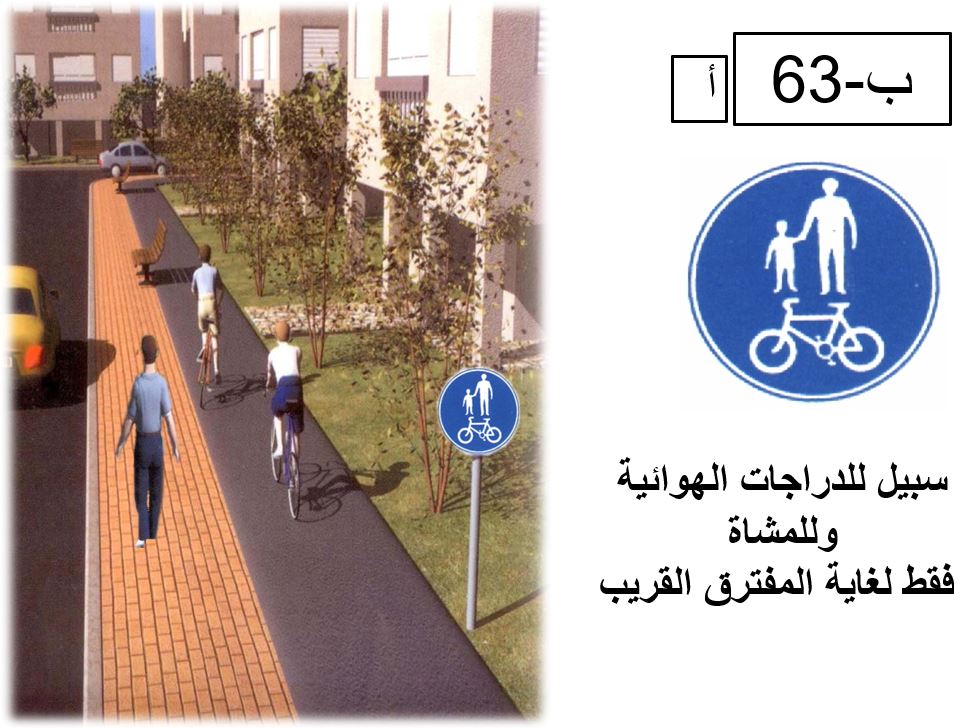 ب-63
أ
سبيل للدراجات الهوائية
وللمشاة
فقط لغاية المفترق القريب